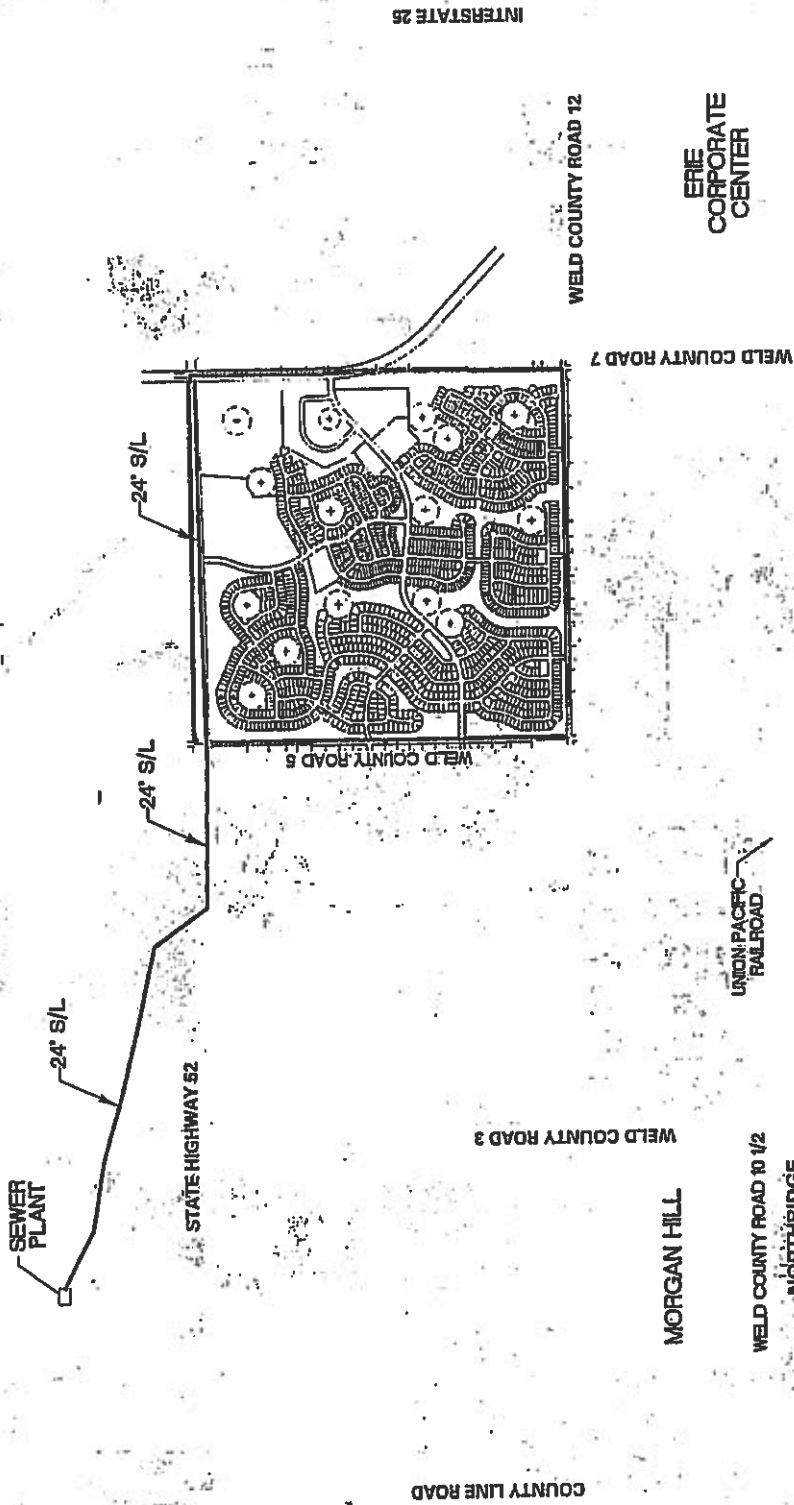 SEWER
PLANT
24' S/L
24' S/L
24' S/L
STATE HIGHWAY 52
COUNTY LINE ROAD
WELD COUNTY ROAD 3
WELD COUNTY ROAD 5
WELD COUNTY ROAD 7
INTERSTATE 25
WELD COUNTY ROAD 12
ERIE
CORPORATE
CENTER
UNION PACIFIC
RAILROAD
MORGAN HILL
WELD COUNTY ROAD 10 1/2
NORTHRIDGE